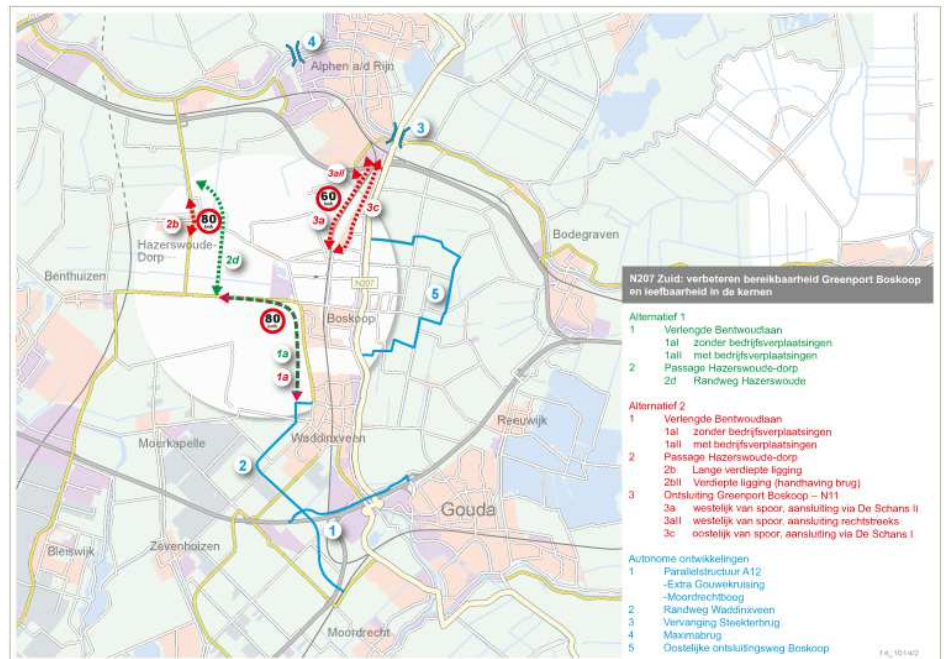 4
Alphen a/d Rijn
3
3aII
60
km/h
3a
3c
2b
80
km/h
Hazerswoude-
Dorp
Bodegraven
Benthuizen
2d
N207
5
80
km/h
Boskoop
1a
1a
Reeuwijk
Moerkapelle
Waddinxveen
2
Gouda
1
Bleiswijk
Zevenhuizen
Moordrecht
N207 Zuid: verbeteren bereikbaarheid Greenport Boskoop
en leefbaarheid in de kernen
Alternatief 1
1 Verlengde Bentwoudlaan
1aI zonder bedrijfsverplaatsingen
1aII met bedrijfsverplaatsingen
2 Passage Hazerswoude-dorp
2d Randweg Hazerswoude
Alternatief 2
1 Verlengde Bentwoudlaan
1aI zonder bedrijfsverplaatsingen
1aII met bedrijfsverplaatsingen
2 Passage Hazerswoude-dorp
2b Lange verdiepte ligging
2bII Verdiepte ligging (handhaving brug)
3 Ontsluiting Greenport Boskoop – N11
3a westelijk van spoor, aansluiting via De Schans II
3aII westelijk van spoor, aansluiting rechtstreeks
3c oostelijk van spoor, aansluiting via De Schans I
Autonome ontwikkelingen
1 Parallelstructuur A12
-Extra Gouwekruising
-Moordrechtboog
2 Randweg Waddinxveen
3 Vervanging Steekterbrug
4 Maximabrug
5 Oostelijke ontsluitingsweg Boskoop